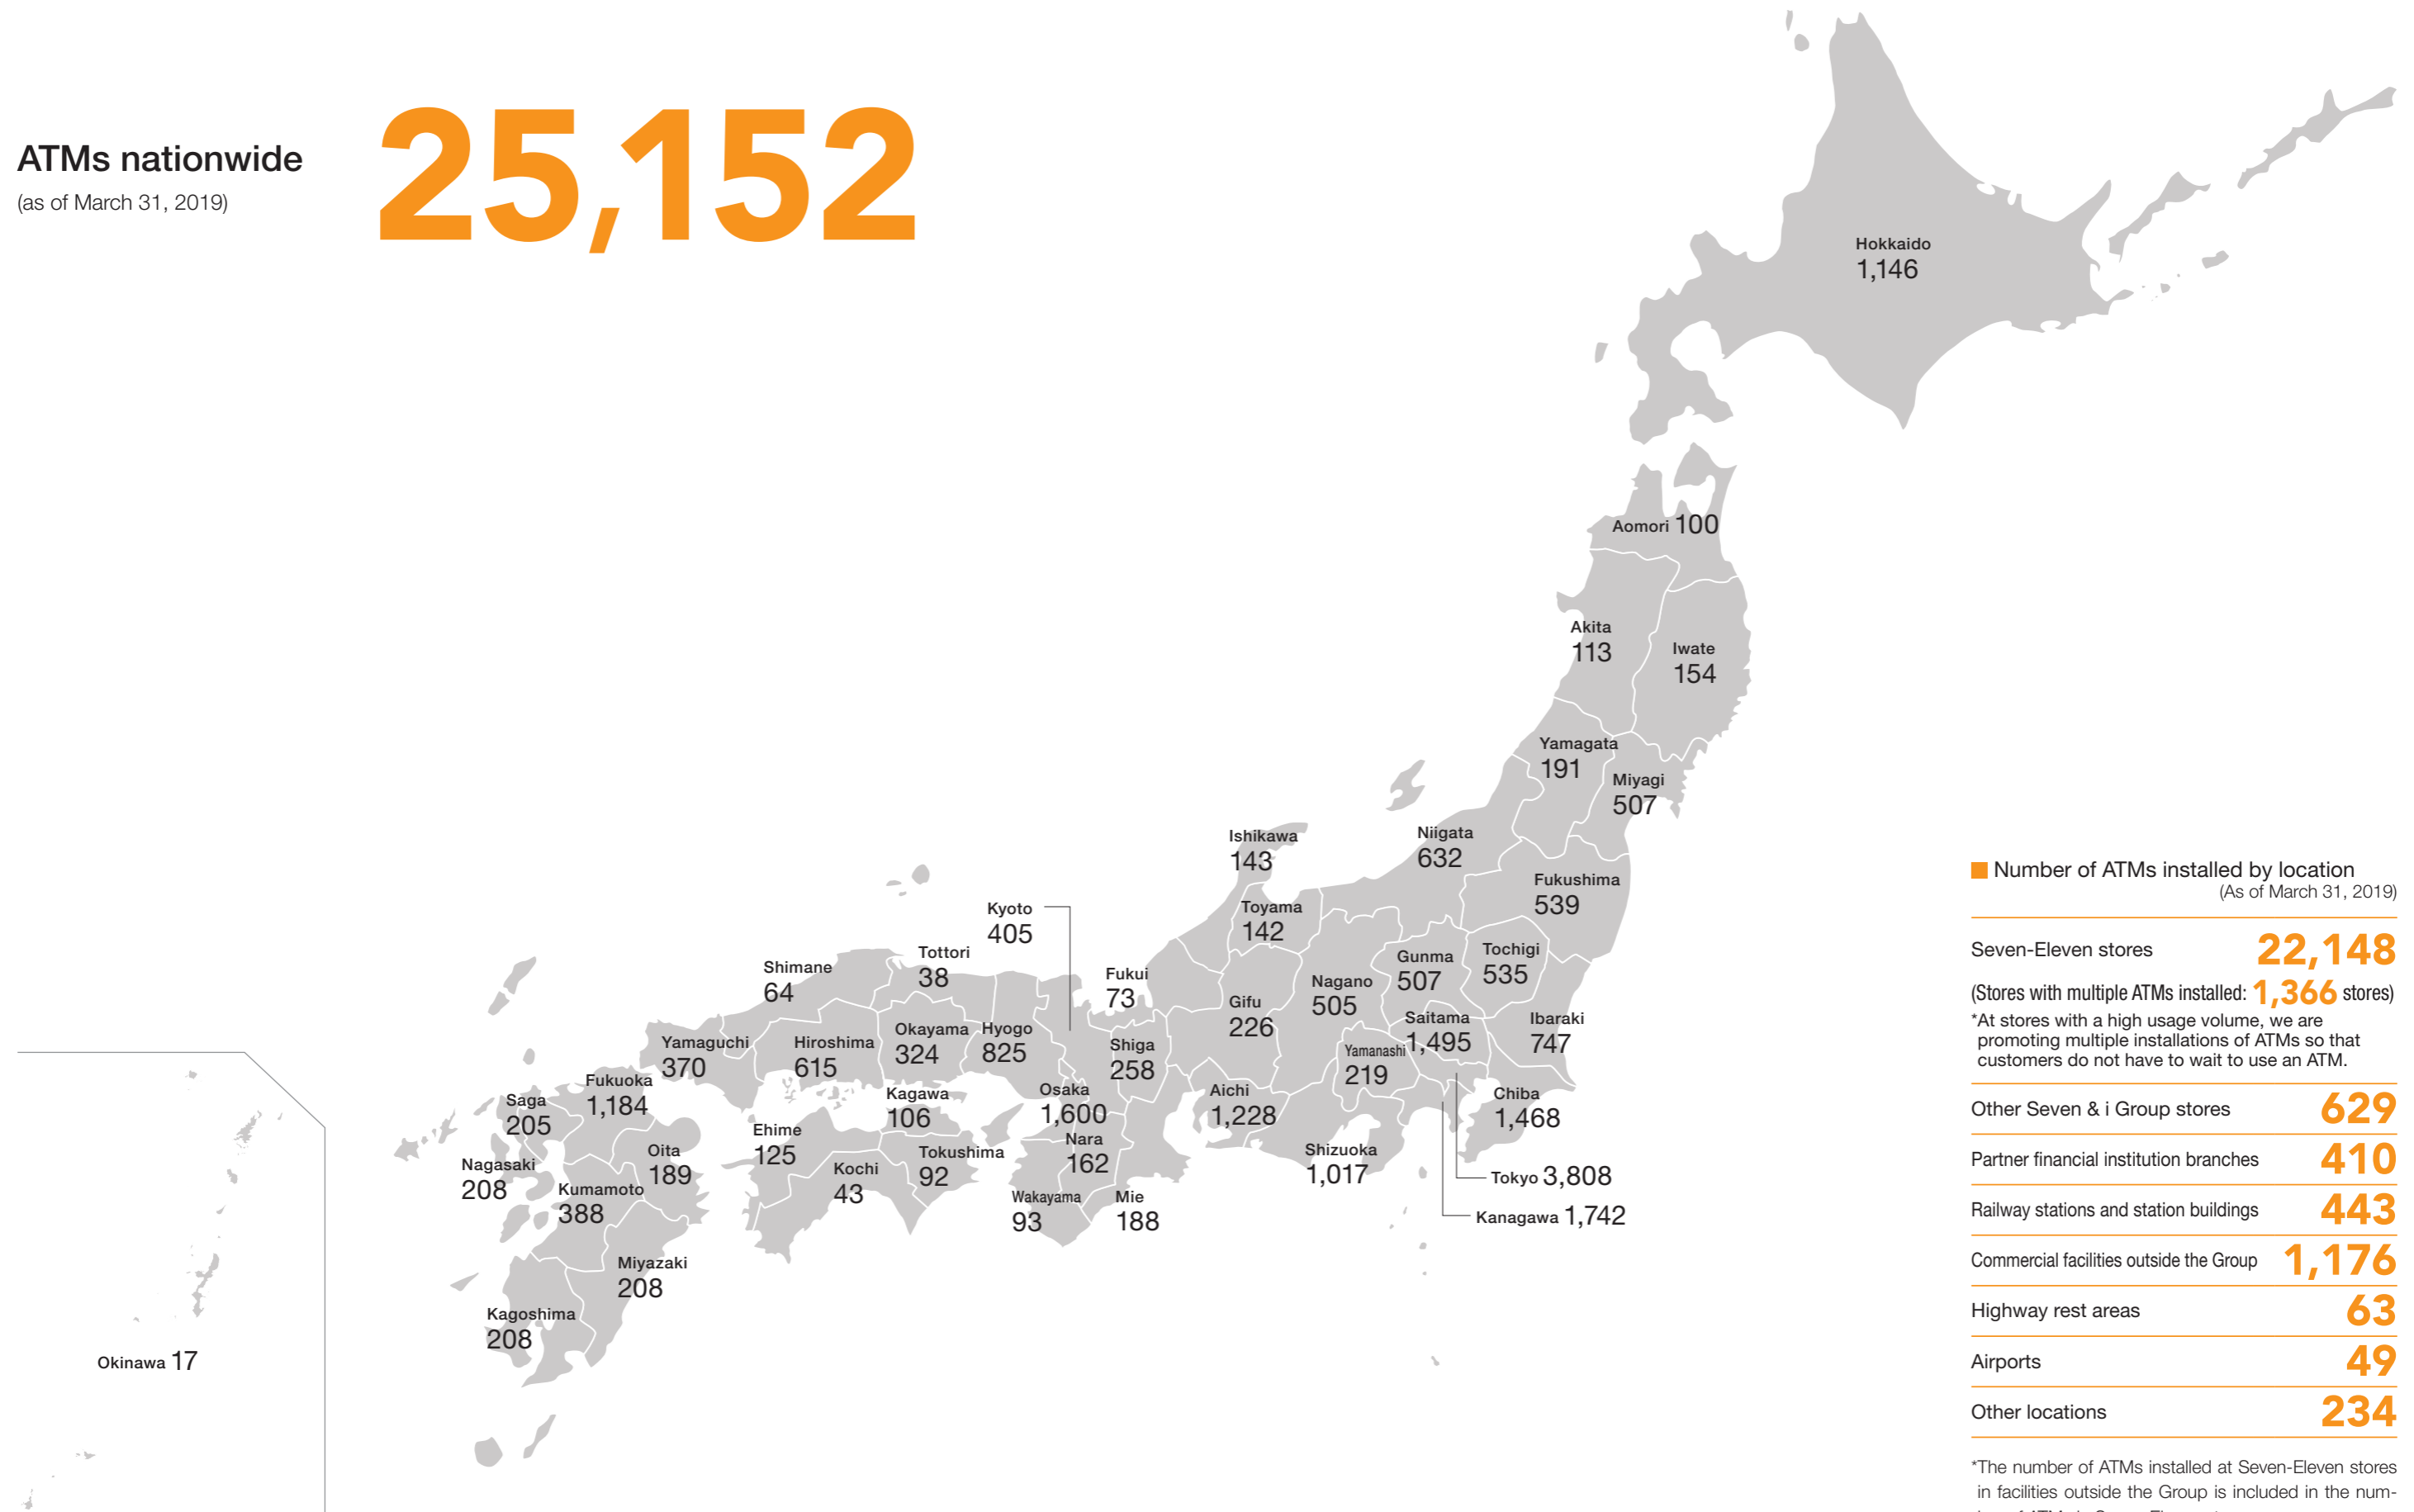 ATMs nationwide
(as of March 31, 2019)
25,152
Hokkaido
1,146
Aomori 100
Akita
113
Iwate
154
Yamagata
191
Miyagi
507
Ishikawa
143
Niigata
632
Fukushima
539
Toyama
142
Kyoto
405
Tottori
38
Shimane
64
Fukui
73
Gunma
507
Tochigi
535
Nagano
505
Gifu
226
Saitama
1,495
Ibaraki
747
Yamaguchi
370
Hiroshima
615
Okayama
324
Hyogo
825
Shiga
258
Yamanashi
219
Fukuoka
1,184
Saga
205
Kagawa
106
Osaka
1,600
Aichi
1,228
Chiba
1,468
Ehime
125
Oita
189
Nara
162
Tokushima
92
Shizuoka
1,017
Nagasaki
208
Kochi
43
Kumamoto
388
Wakayama
93
Mie
188
Tokyo 3,808
Kanagawa 1,742
Miyazaki
208
Kagoshima
208
Okinawa 17
Number of ATMs installed by location
(As of March 31, 2019)
Seven-Eleven stores 22,148
(Stores with multiple ATMs installed: 1,366 stores)
*At stores with a high usage volume, we are
promoting multiple installations of ATMs so that
customers do not have to wait to use an ATM.
Other Seven & i Group stores 629
Partner financial institution branches 410
Railway stations and station buildings 443
Commercial facilities outside the Group 1,176
Highway rest areas 63
Airports 49
Other locations 234
*The number of ATMs installed at Seven-Eleven stores
in facilities outside the Group is included in the num-